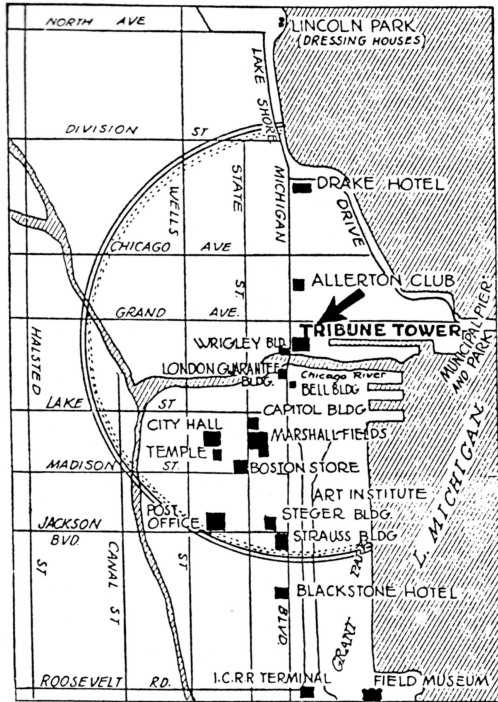 NORTH AVE
LINCOLN PARK
(DRESSING HOUSES)
LAKE SHORE
DRIVE
DIVISION ST
WELLS
ST
STATE
ST.
MICHIGAN
BLVD.
DRAKE HOTEL
CHICAGO AVE
ALLERTON CLUB
GRAND AVE.
TRIBUNE TOWER
MUNICIPAL PIER
AND PARK
WRIGLEY BLD.
HALSTED
ST
LONDON GUARANTEE
BLDG.
Chicago River
BELL BLDG
LAKE ST
CAPITOL BLDG
CITY HALL
MARSHALL FIELDS
TEMPLE
MADISON ST.
BOSTON STORE
L. MICHIGAN
ART INSTITUTE
POST
OFFICE
STEGER BLDG.
JACKSON
BVD.
STRAUSS BLDG
CANAL ST
GRANT PARK
BLACKSTONE HOTEL
ROOSEVELT RD.
I.C.R.R TERMINAL
FIELD MUSEUM